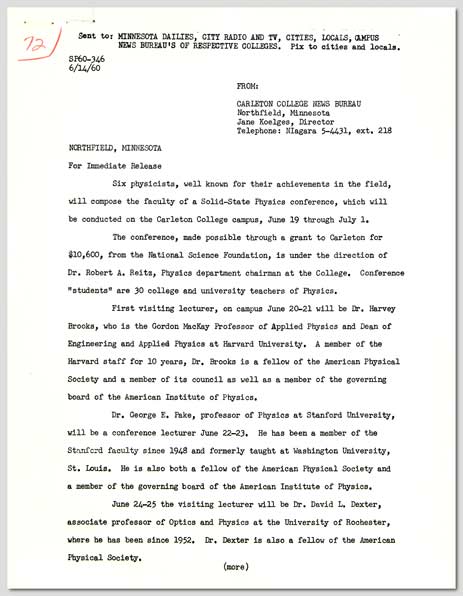 72
Sent to: MINNESOTA DAILIES, CITY RADIO AND TV, CITIES, LOCALS, CAMPUS
NEWS BUREAU'S OF RESPECTIVE COLLEGES. Pix to cities and locals.
SP60-346
6/14/60
FROM:
CARLETON COLLEGE NEWS BUREAU
Northfield, Minnesota
Jane Koelges, Director
Telephone: NIagara 5-4431, ext. 218
NORTHFIELD, MINNESOTA
For Immediate Release
Six physicists, well known for their achievements in the field,
will compose the faculty of a Solid-State Physics conference, which will
be conducted on the Carleton College campus, June 19 through July 1.
The conference, made possible through a grant to Carleton for
$10,600, from the National Science Foundation, is under the direction of
Dr. Robert A. Reitz, Physics department chairman at the College. Conference
"students" are 30 college and university teachers of Physics.
First visiting lecturer, on campus June 20-21 will be Dr. Harvey
Brooks, who is the Gordon MacKay Professor of Applied Physics and Dean of
Engineering and Applied Physics at Harvard University. A member of the
Harvard staff for 10 years, Dr. Brooks is a fellow of the American Physical
Society and a member of its council as well as a member of the governing
board of the American Institute of Physics.
Dr. George E. Pake, professor of Physics at Stanford University,
will be a conference lecturer June 22-23. He has been a member of the
Stanford faculty since 1948 and formerly taught at Washington University,
St. Louis. He is also both a fellow of the American Physical Society and
a member of the governing board of the American Institute of Physics.
June 24-25 the visiting lecturer will be Dr. David L. Dexter,
associate professor of Optics and Physics at the University of Rochester,
where he has been since 1952. Dr. Dexter is also a fellow of the American
Physical Society.
(more)